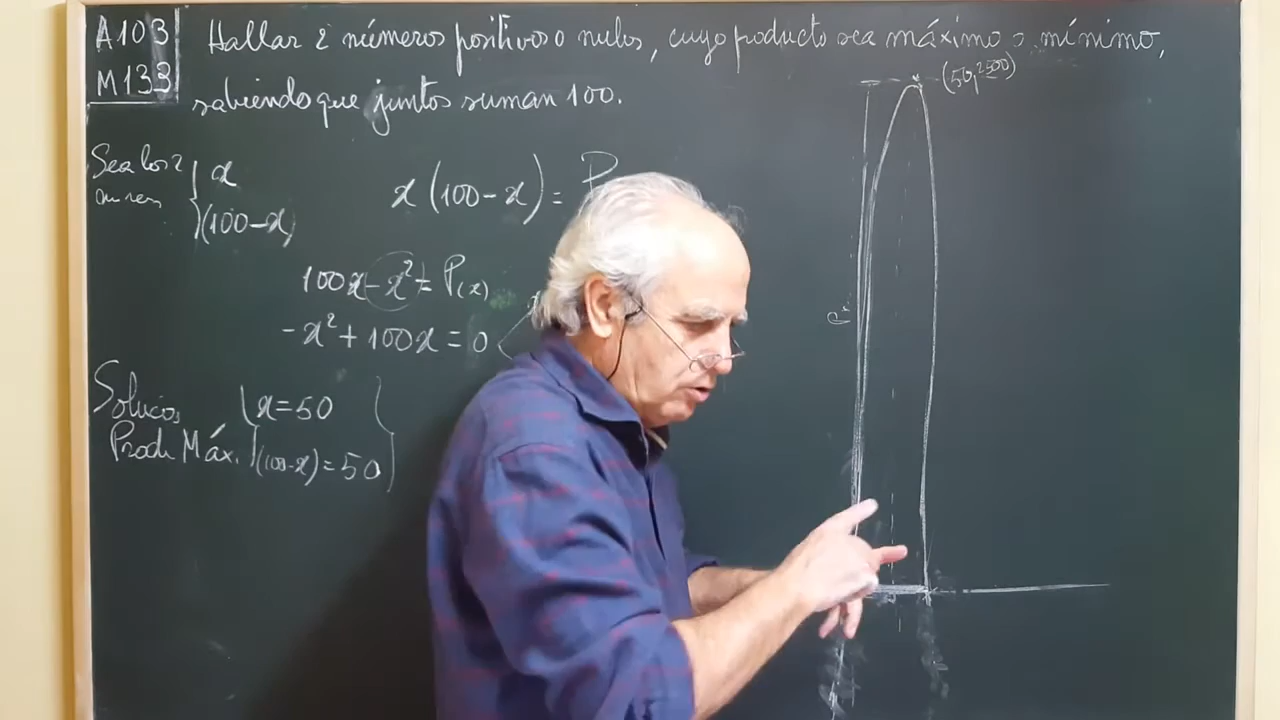 A103
M133
Hallar 2 números positivos o nulos, cuyo producto sea máximo o mínimo,
sabiendo que juntos suman 100.
(50, 2500)
Sea los 2
x
(100-x)
x(100-x) = P
100x-x² = P(x)
-x²+100x=0
Solución
Prod. Máx.
x=50
(100-x)=50